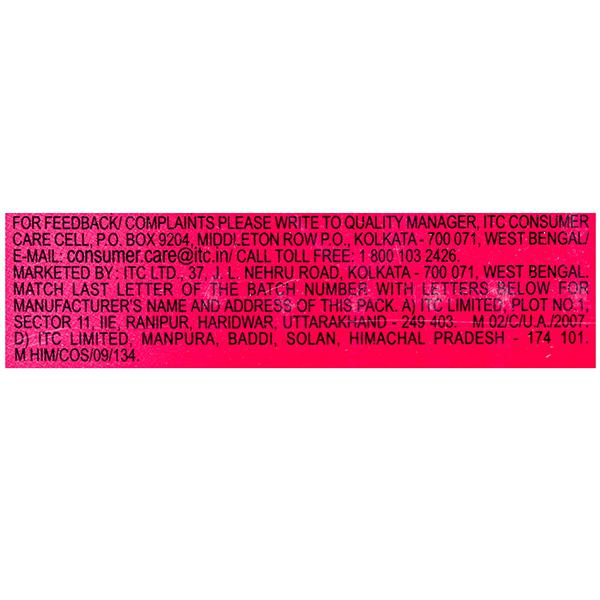 FOR FEEDBACK/ COMPLAINTS PLEASE WRITE TO QUALITY MANAGER, ITC CONSUMER
CARE CELL, P.O. BOX 9204, MIDDLETON ROW P.O., KOLKATA - 700 071, WEST BENGAL/
E-MAIL: consumer.care@itc.in/ CALL TOLL FREE: 1 800 103 2426.
MARKETED BY: ITC LTD., 37, J. L. NEHRU ROAD, KOLKATA - 700 071, WEST BENGAL.
MATCH LAST LETTER OF THE BATCH NUMBER WITH LETTERS BELOW FOR
MANUFACTURER'S NAME AND ADDRESS OF THIS PACK. A) ITC LIMITED, PLOT NO.1,
SECTOR 11, IIE, RANIPUR, HARIDWAR, UTTARAKHAND - 249 403. M 02/C/U.A./2007.
D) ITC LIMITED, MANPURA, BADDI, SOLAN, HIMACHAL PRADESH - 174 101.
M HIM/COS/09/134.